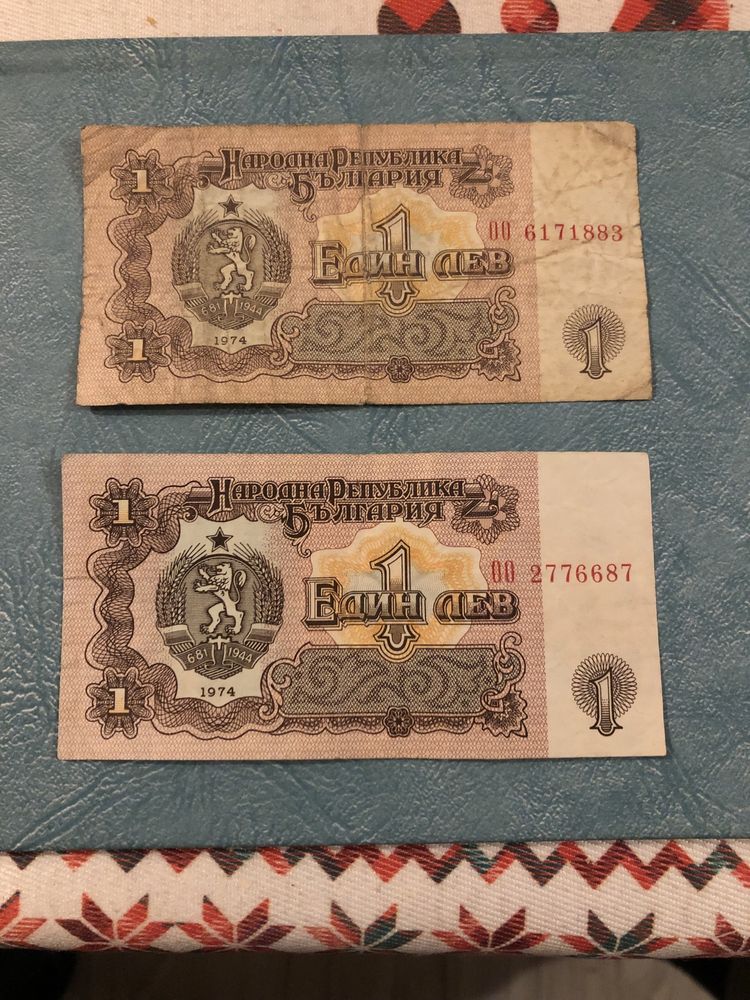 1
НАРОДНА РЕПУБЛИКА
БЪЛГАРИЯ
1
ОО 6171883
ЕДИН ЛЕВ
681 1944
1974
1
1
1
НАРОДНА РЕПУБЛИКА
БЪЛГАРИЯ
1
ОО 2776687
ЕДИН ЛЕВ
681 1944
1974
1
1